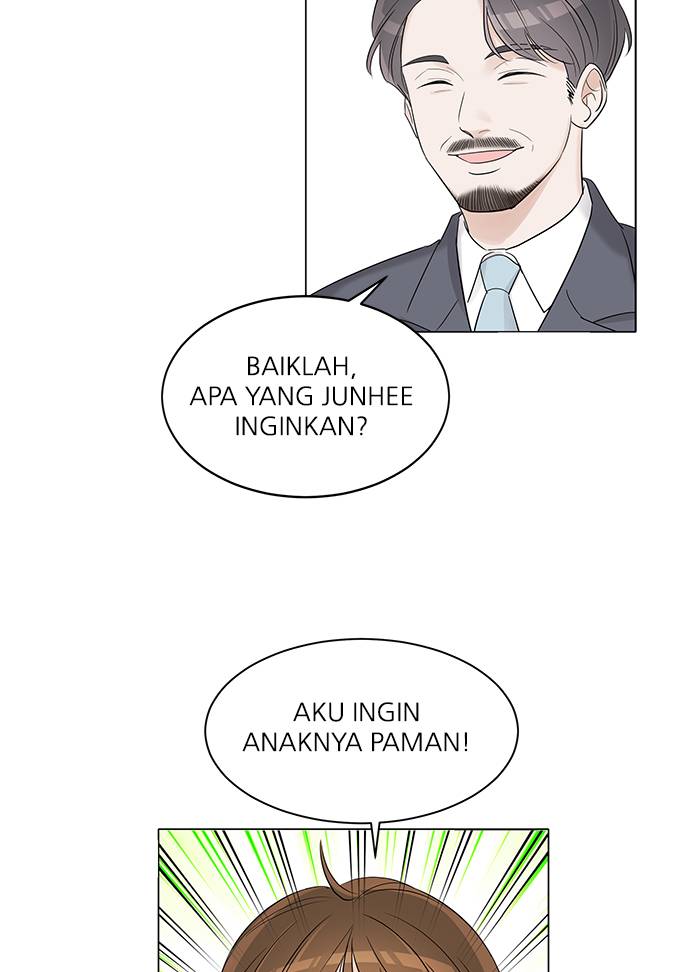 BAIKLAH,
APA YANG JUNHEE
INGINKAN?
AKU INGIN
ANAKNYA PAMAN!